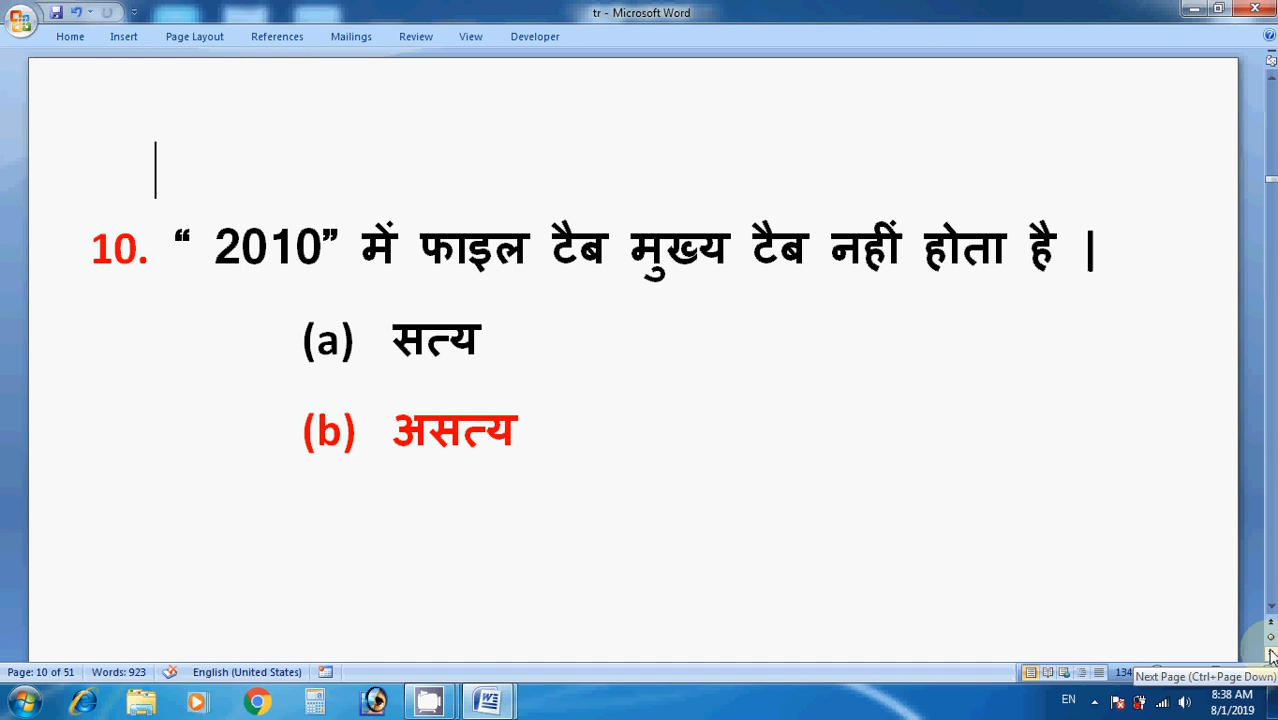 tr - Microsoft Word
Home Insert Page Layout References Mailings Review View Developer
10. “ 2010” में फाइल टैब मुख्य टैब नहीं होता है |
(a) सत्य
(b) असत्य
Page: 10 of 51 Words: 923 English (United States) 134
Next Page (Ctrl+Page Down)
EN 8:38 AM
8/1/2019